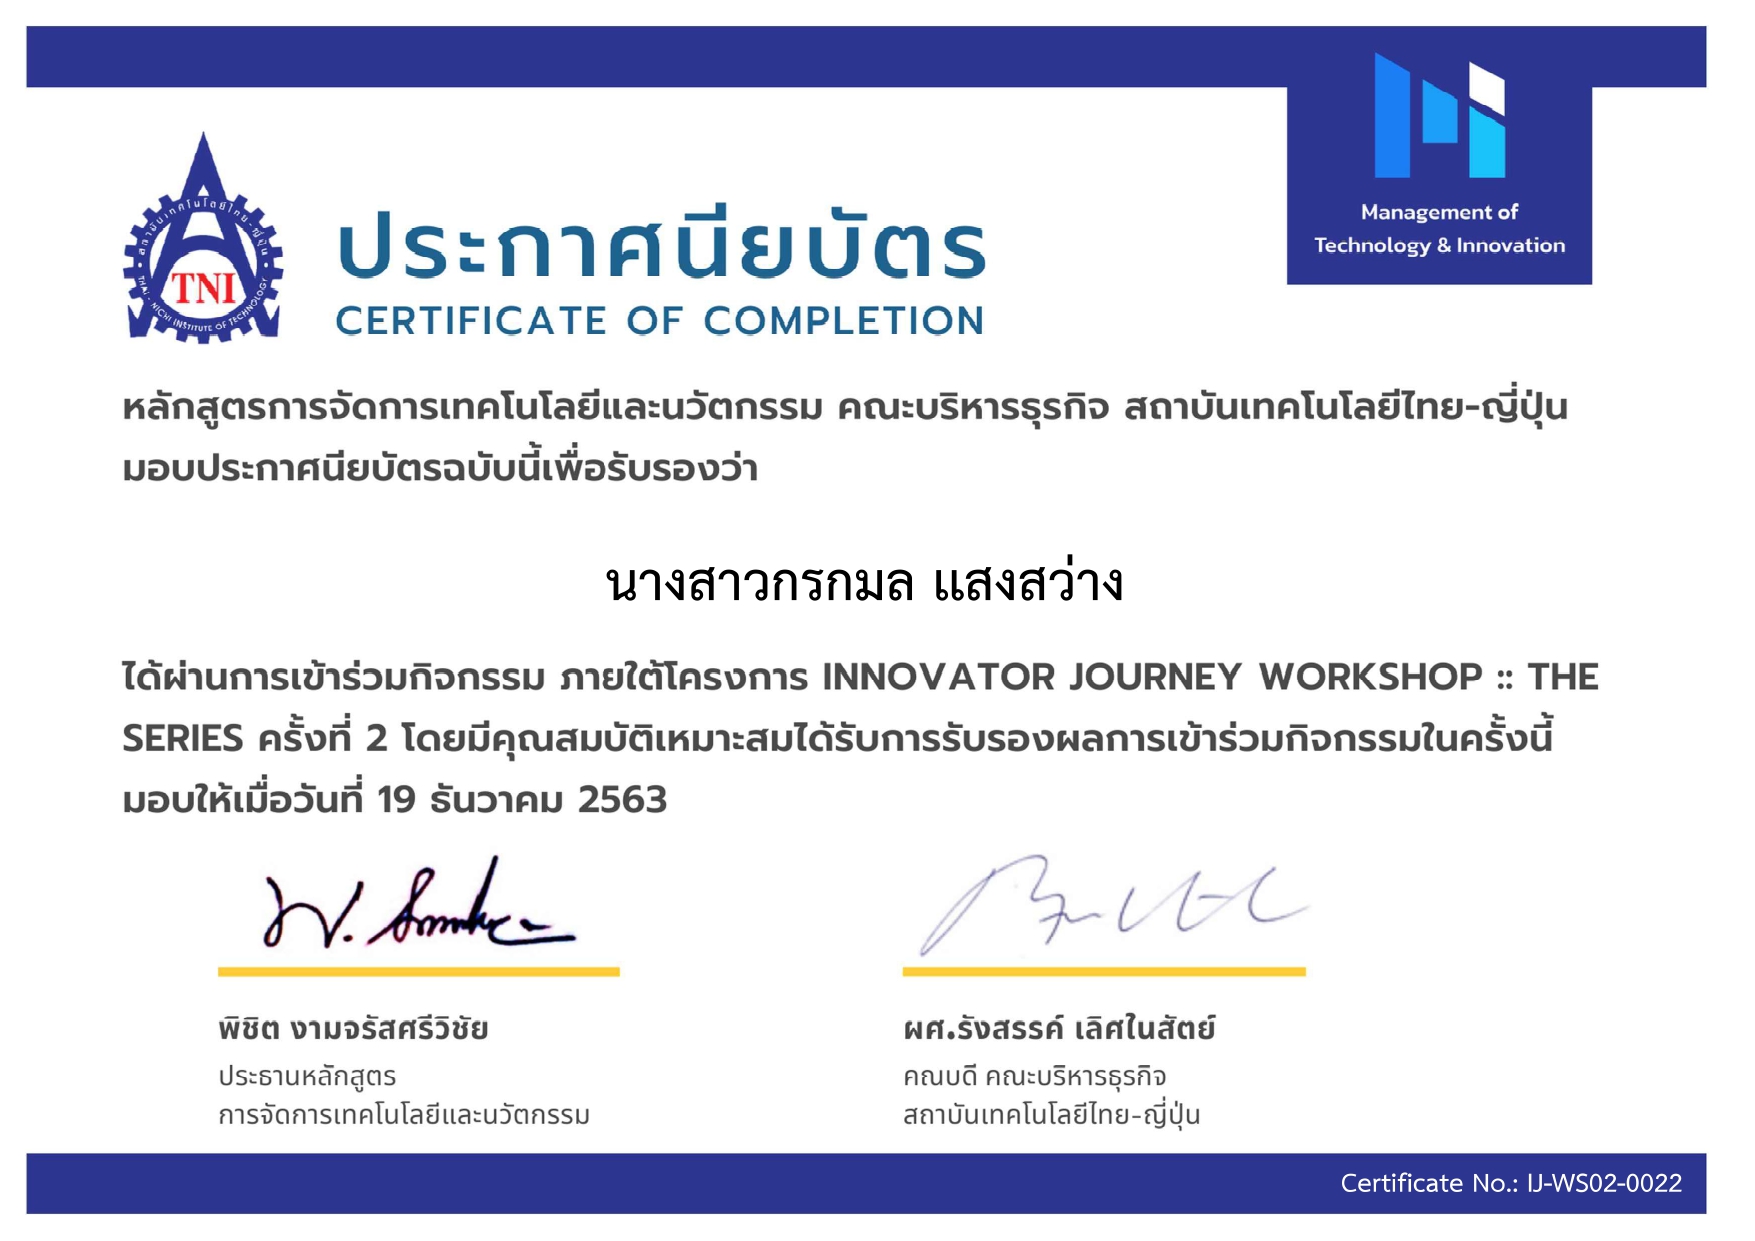 Management of
Technology & Innovation
สถาบันเทคโนโลยีไทย-ญี่ปุ่น
TNI
THAI - NICHI INSTITUTE OF TECHNOLOGY
ประกาศนียบัตร
CERTIFICATE OF COMPLETION
หลักสูตรการจัดการเทคโนโลยีและนวัตกรรม คณะบริหารธุรกิจ สถาบันเทคโนโลยีไทย-ญี่ปุ่น
มอบประกาศนียบัตรฉบับนี้เพื่อรับรองว่า
นางสาวกรกมล แสงสว่าง
ได้ผ่านการเข้าร่วมกิจกรรม ภายใต้โครงการ INNOVATOR JOURNEY WORKSHOP :: THE
SERIES ครั้งที่ 2 โดยมีคุณสมบัติเหมาะสมได้รับการรับรองผลการเข้าร่วมกิจกรรมในครั้งนี้
มอบให้เมื่อวันที่ 19 ธันวาคม 2563
พิชิต งามจรัสศรีวิชัย
ประธานหลักสูตร
การจัดการเทคโนโลยีและนวัตกรรม
ผศ.รังสรรค์ เลิศในสัตย์
คณบดี คณะบริหารธุรกิจ
สถาบันเทคโนโลยีไทย-ญี่ปุ่น
Certificate No.: IJ-WS02-0022